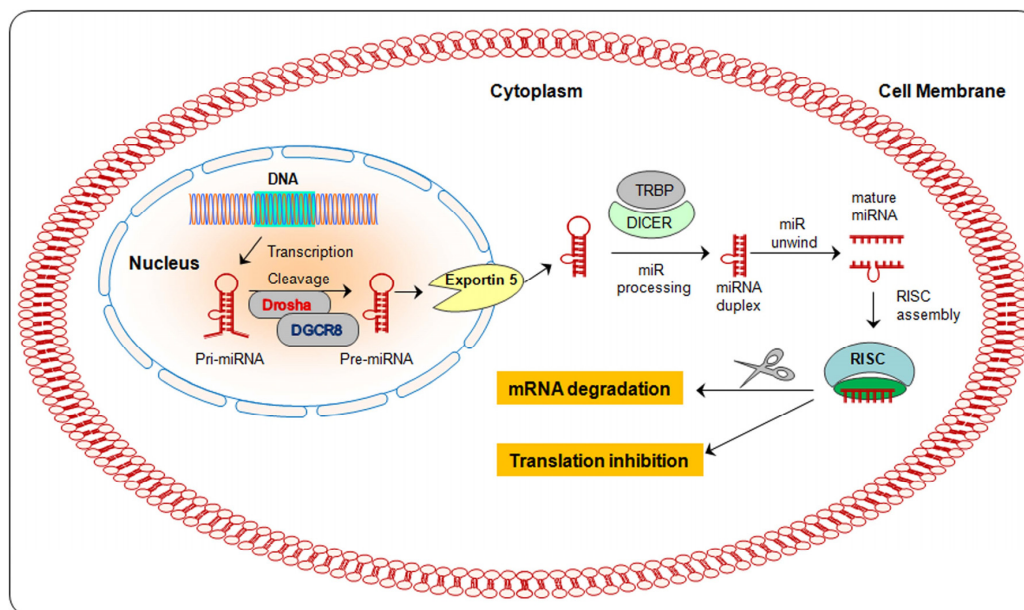 Cytoplasm
Cell Membrane
DNA
Transcription
Nucleus
Cleavage
Drosha
DGCR8
Pri-miRNA
Pre-miRNA
Exportin 5
TRBP
DICER
miR
processing
miRNA
duplex
miR
unwind
mature
miRNA
RISC
assembly
RISC
mRNA degradation
Translation inhibition